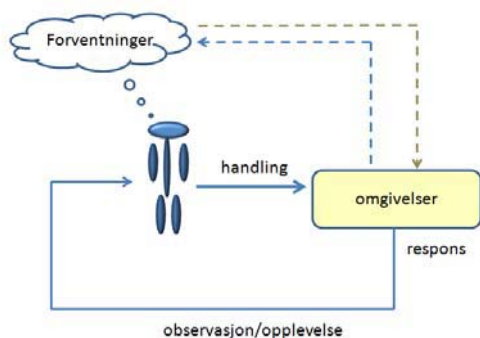 Forventninger
handling
omgivelser
respons
observasjon/opplevelse